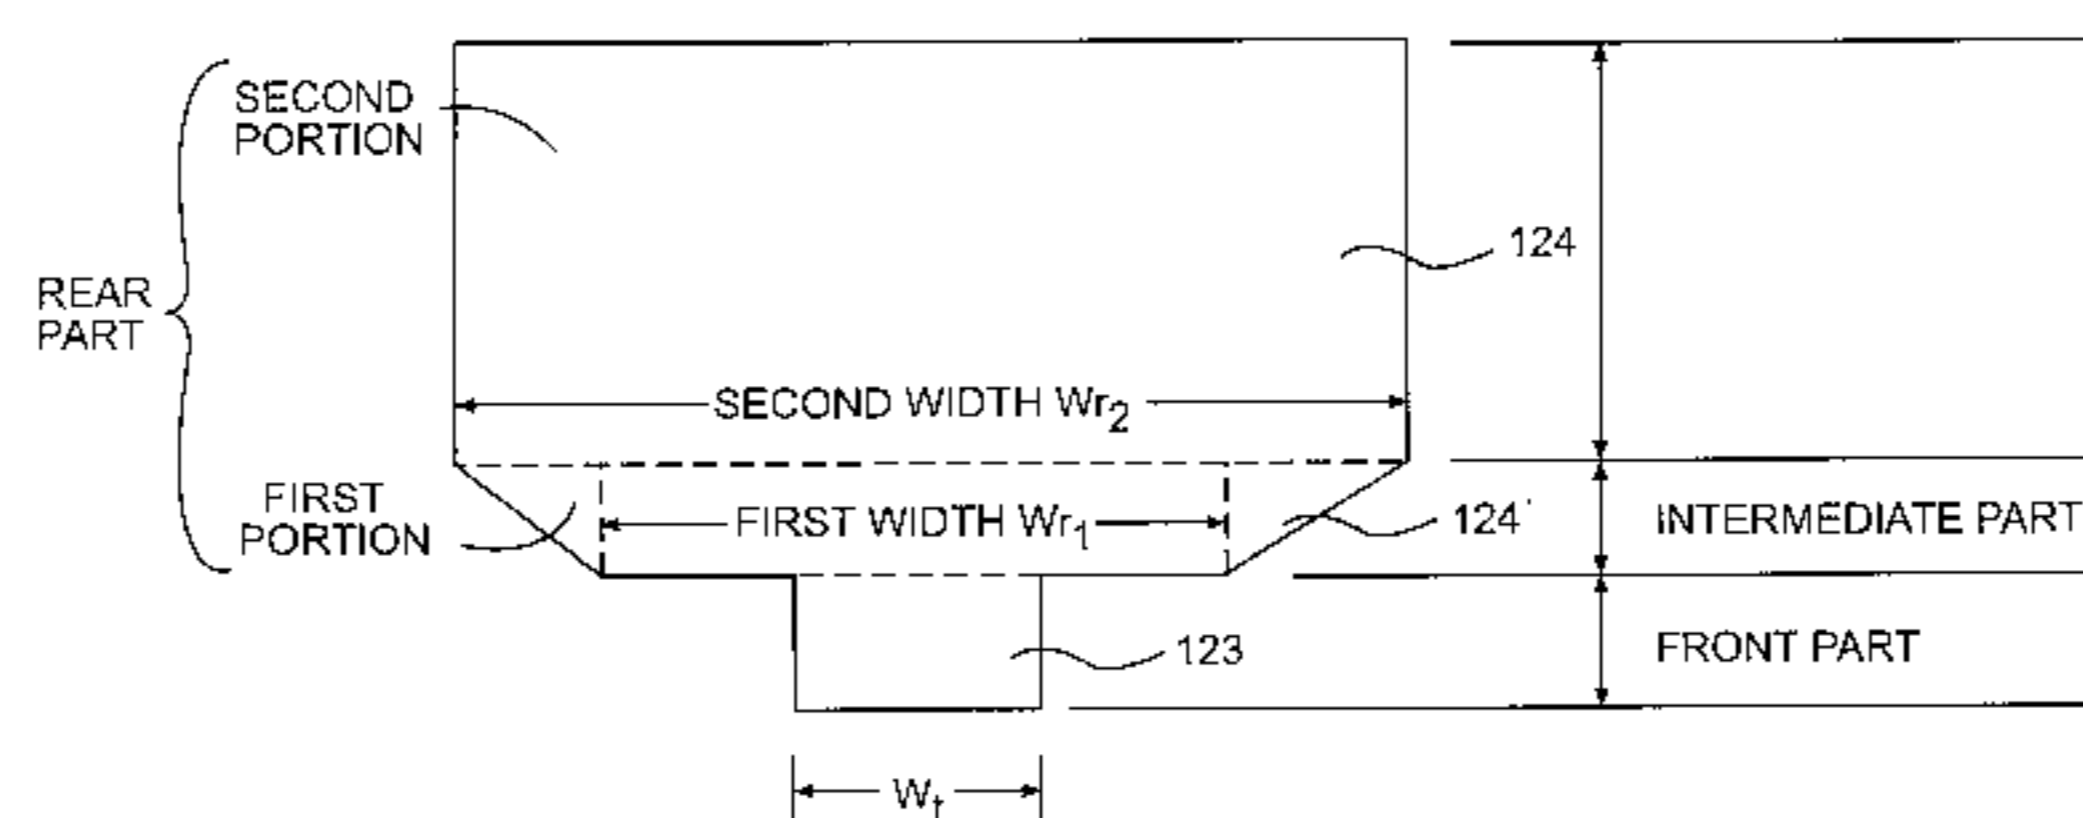 SECOND
PORTION
124
REAR
PART
SECOND WIDTH Wr2
FIRST
PORTION
FIRST WIDTH Wr1
124'
INTERMEDIATE PART
123
FRONT PART
Wf